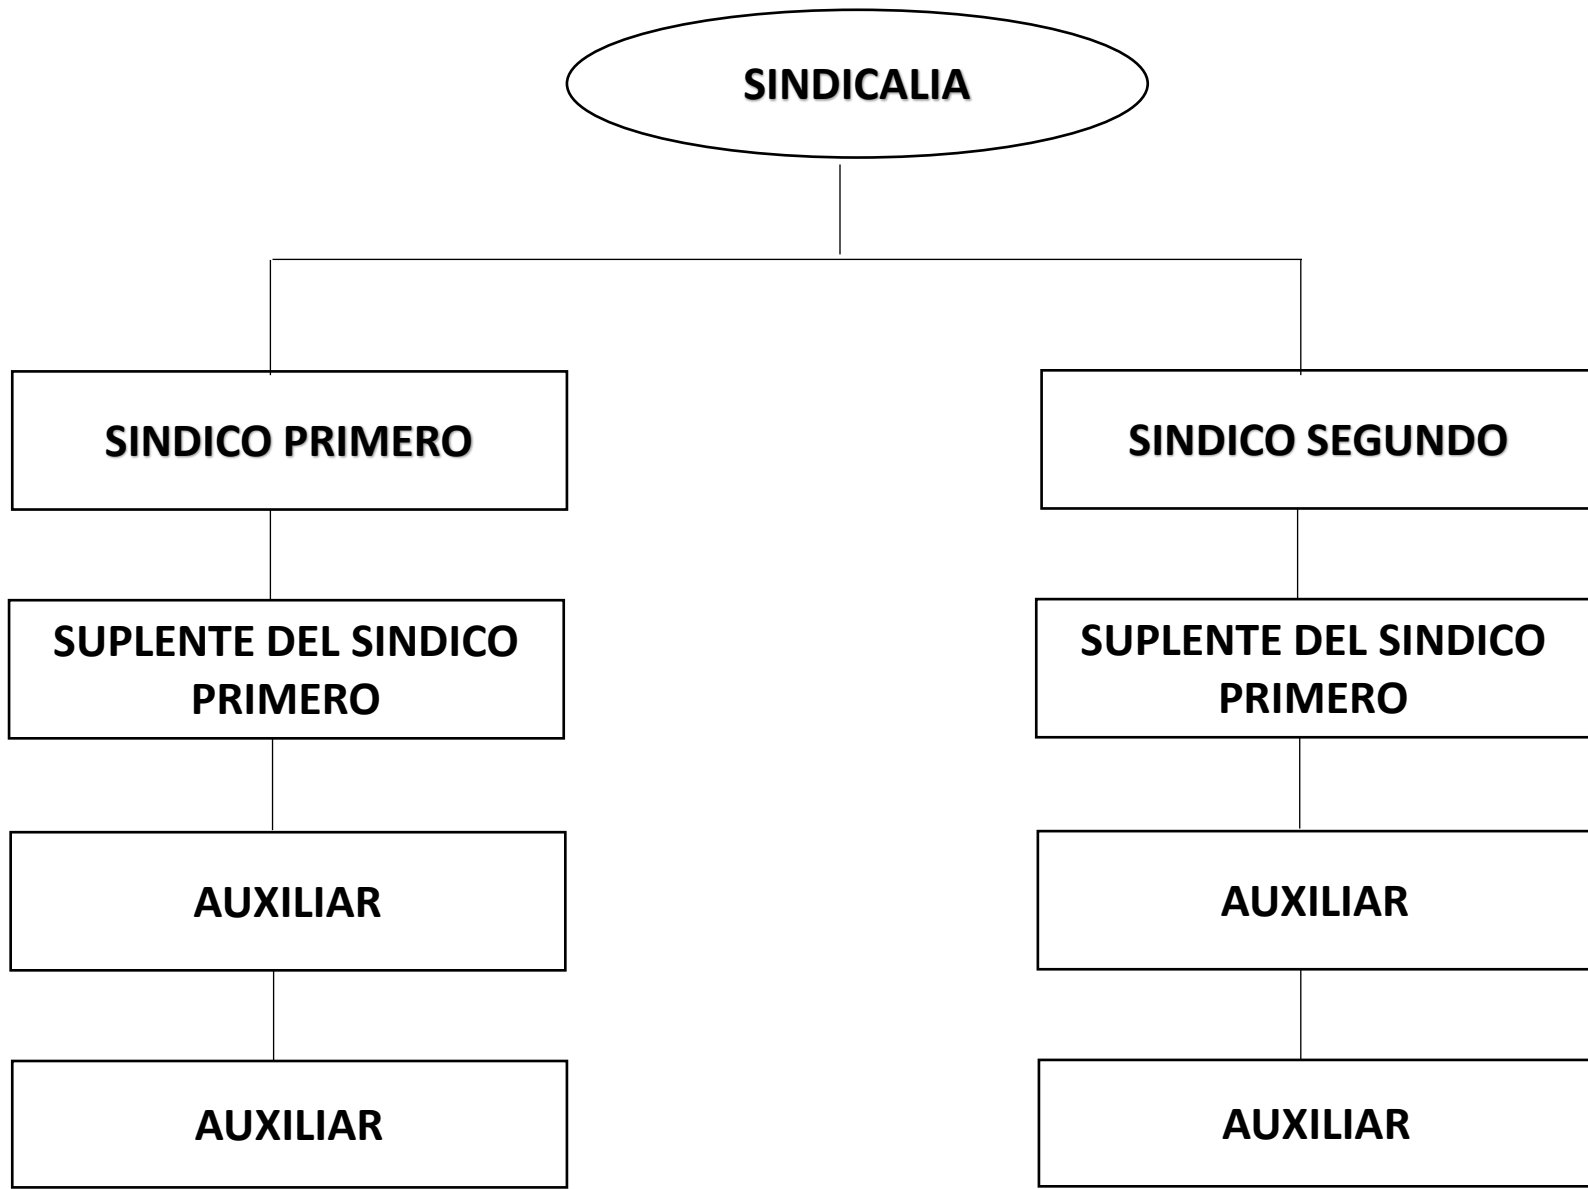 SINDICALIA
SINDICO PRIMERO
SINDICO SEGUNDO
SUPLENTE DEL SINDICO
PRIMERO
SUPLENTE DEL SINDICO
PRIMERO
AUXILIAR
AUXILIAR
AUXILIAR
AUXILIAR